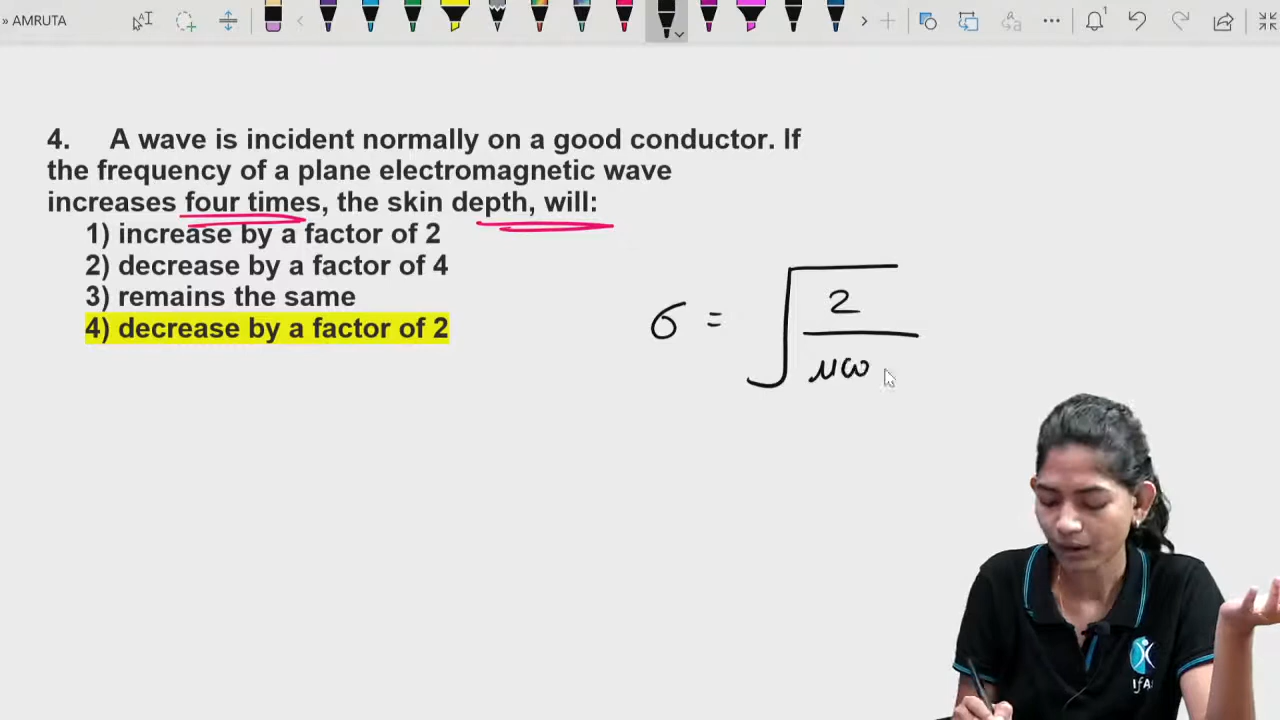 » AMRUTA
4. A wave is incident normally on a good conductor. If
the frequency of a plane electromagnetic wave
increases four times, the skin depth, will:
1) increase by a factor of 2
2) decrease by a factor of 4
3) remains the same
4) decrease by a factor of 2
σ = √ 2
μω
IFAS